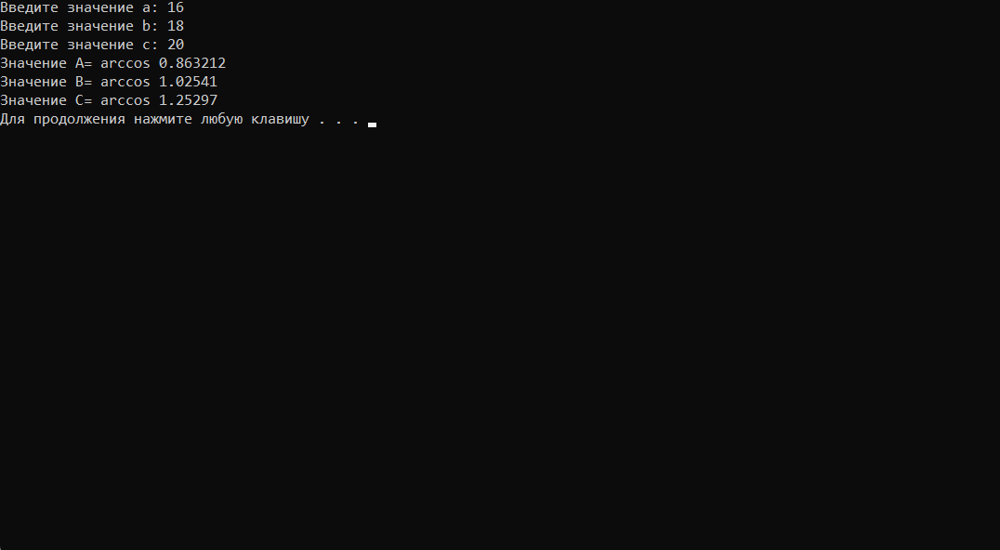 Введите значение a: 16
Введите значение b: 18
Введите значение c: 20
Значение A= arccos 0.863212
Значение B= arccos 1.02541
Значение C= arccos 1.25297
Для продолжения нажмите любую клавишу . . .